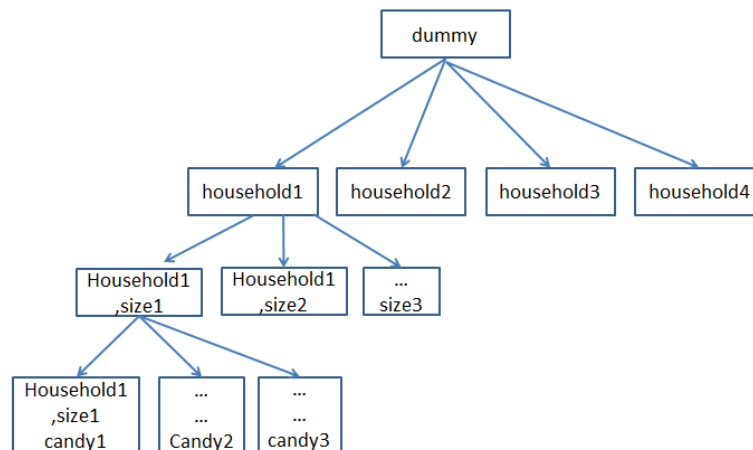 dummy
household1
household2
household3
household4
Household1
,size1
Household1
,size2
...
size3
Household1
,size1
candy1
...
...
Candy2
...
...
candy3